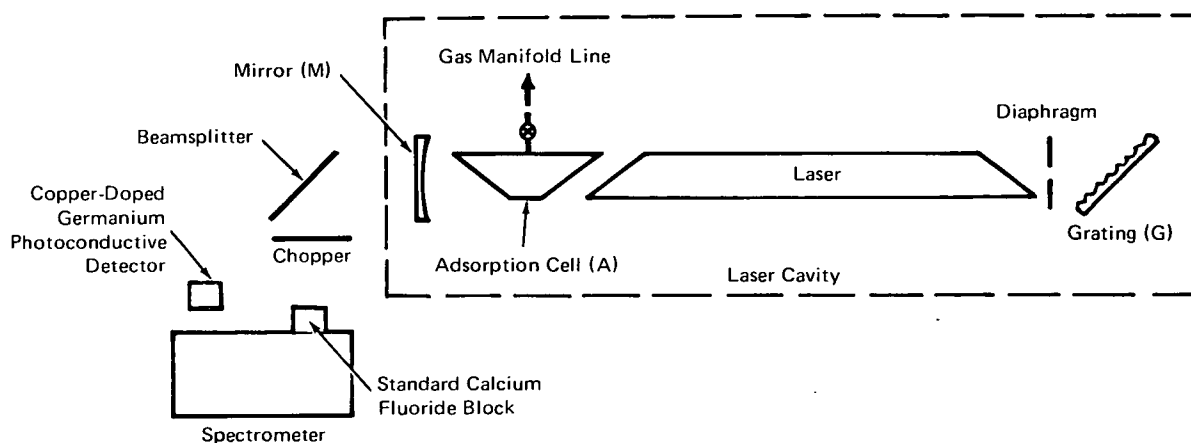 Gas Manifold Line
Mirror (M)
Diaphragm
Beamsplitter
Laser
Copper-Doped
Germanium
Photoconductive
Detector
Chopper
Grating (G)
Adsorption Cell (A)
Laser Cavity
Standard Calcium
Fluoride Block
Spectrometer